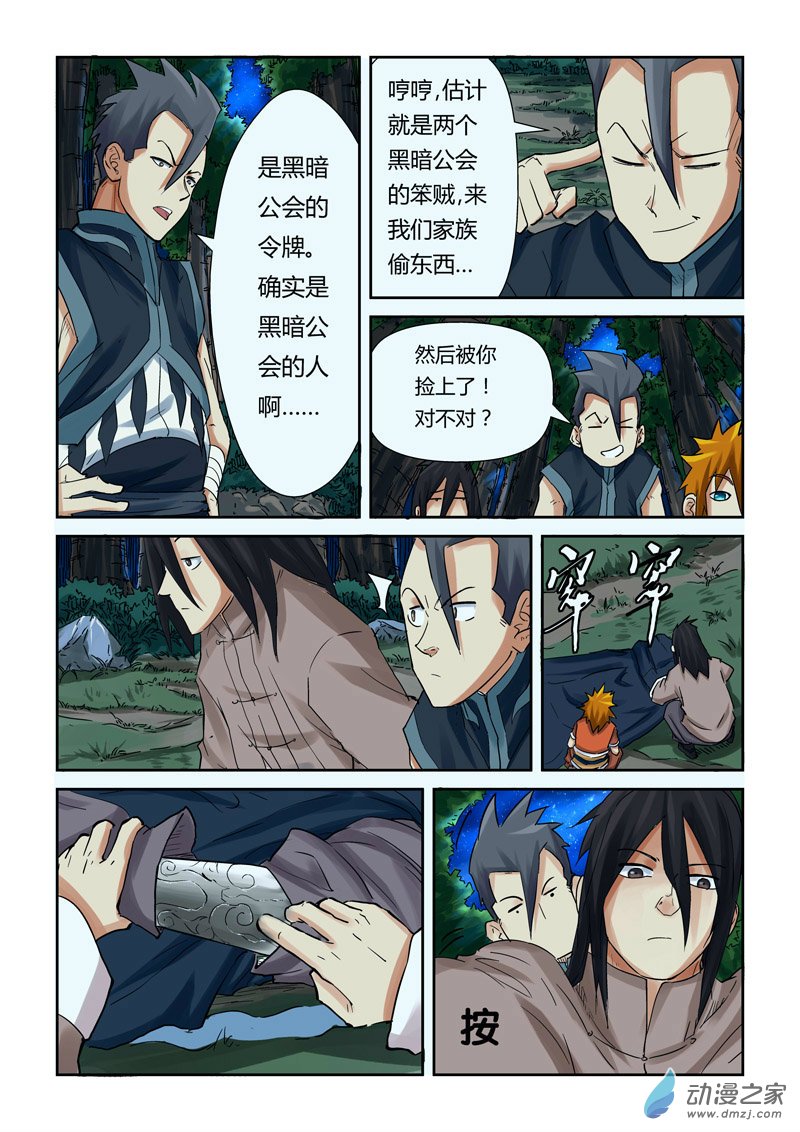 是黑暗
公会的
令牌。
确实是
黑暗公
会的人
啊……
哼哼,估计
就是两个
黑暗公会
的笨贼,来
我们家族
偷东西…
然后被你
捡上了！
对不对？
窣窣
按
动漫之家
www.dmzj.com